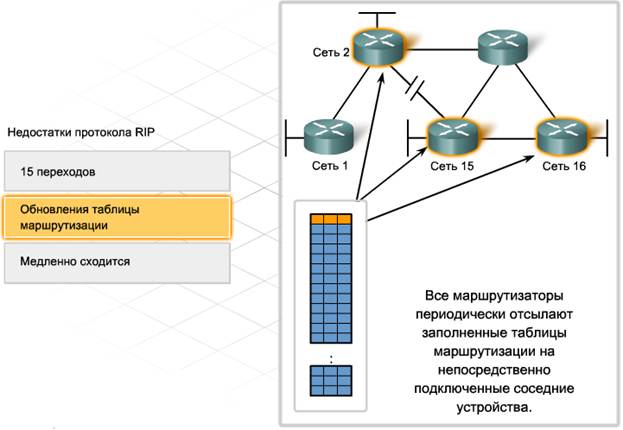 Недостатки протокола RIP
15 переходов
Обновления таблицы
маршрутизации
Медленно сходится
Сеть 2
Сеть 1
Сеть 15
Сеть 16
:
Все маршрутизаторы
периодически отсылают
заполненные таблицы
маршрутизации на
непосредственно
подключенные соседние
устройства.